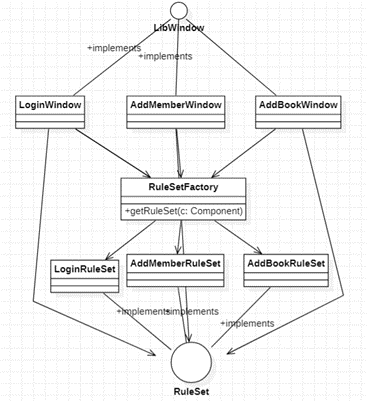 LibWindow
+implements
+implements
LoginWindow
AddMemberWindow
AddBookWindow
RuleSetFactory
+getRuleSet(c: Component)
LoginRuleSet
AddMemberRuleSet
AddBookRuleSet
+implements
+implements
+implements
RuleSet